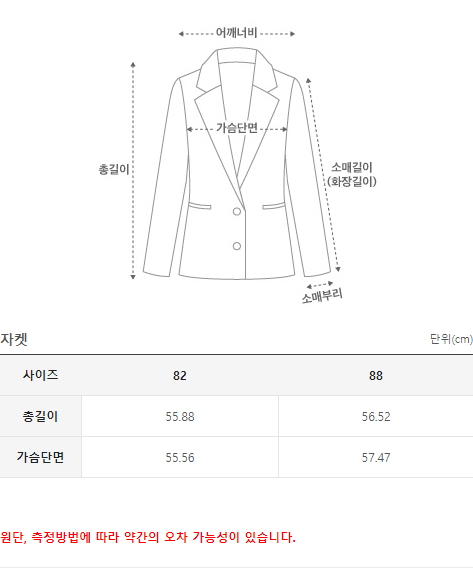 어깨너비
가슴단면
총길이
소매길이
(화장길이)
소매부리
자켓 단위(cm)
사이즈 82 88
총길이 55.88 56.52
가슴단면 55.56 57.47
원단, 측정방법에 따라 약간의 오차 가능성이 있습니다.